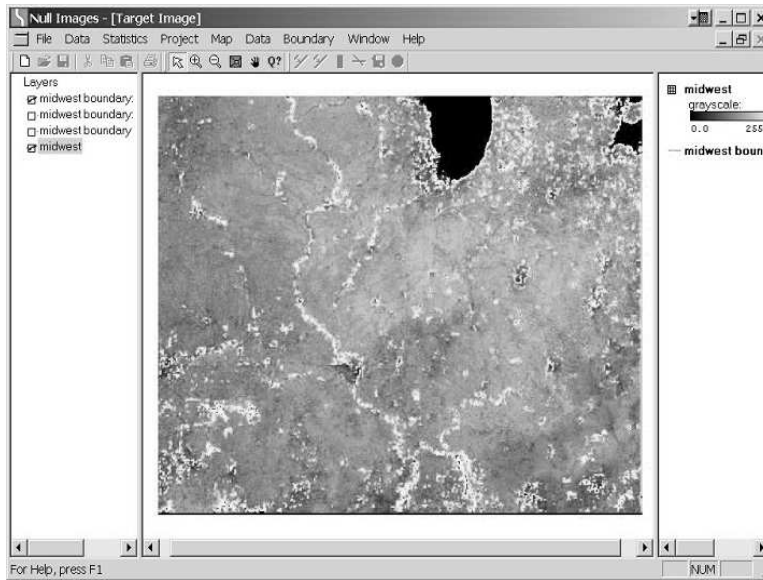 Null Images - [Target Image]
File Data Statistics Project Map Data Boundary Window Help
Q?
Layers
midwest boundary:
midwest boundary:
midwest boundary
midwest
midwest
grayscale:
0.0 255
midwest boun
For Help, press F1
NUM